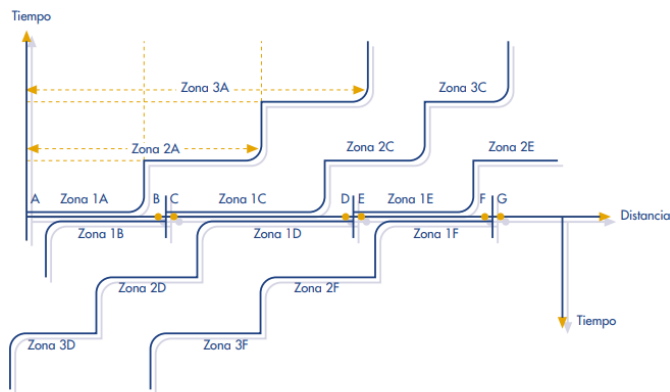 Tiempo
Zona 3A
Zona 3C
Zona 2A
Zona 2C
Zona 2E
A
Zona 1A
B
C
Zona 1C
D
E
Zona 1E
F
G
Distancia
Zona 1B
Zona 1D
Zona 1F
Zona 2D
Zona 2F
Tiempo
Zona 3D
Zona 3F